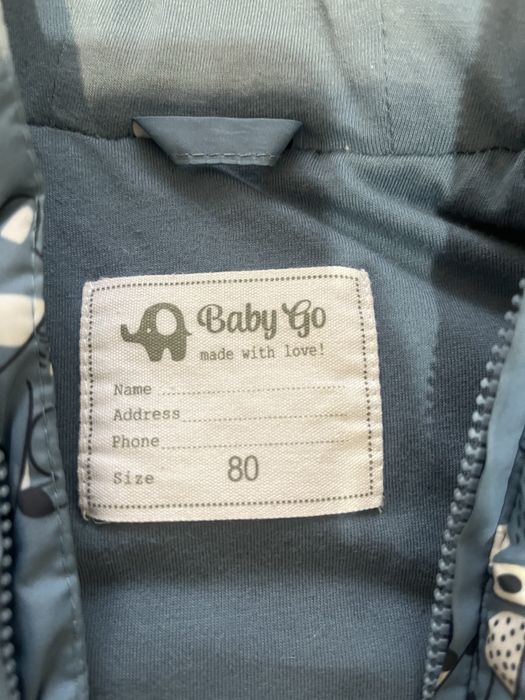 Baby Go
made with love!
Name
Address
Phone
Size 80